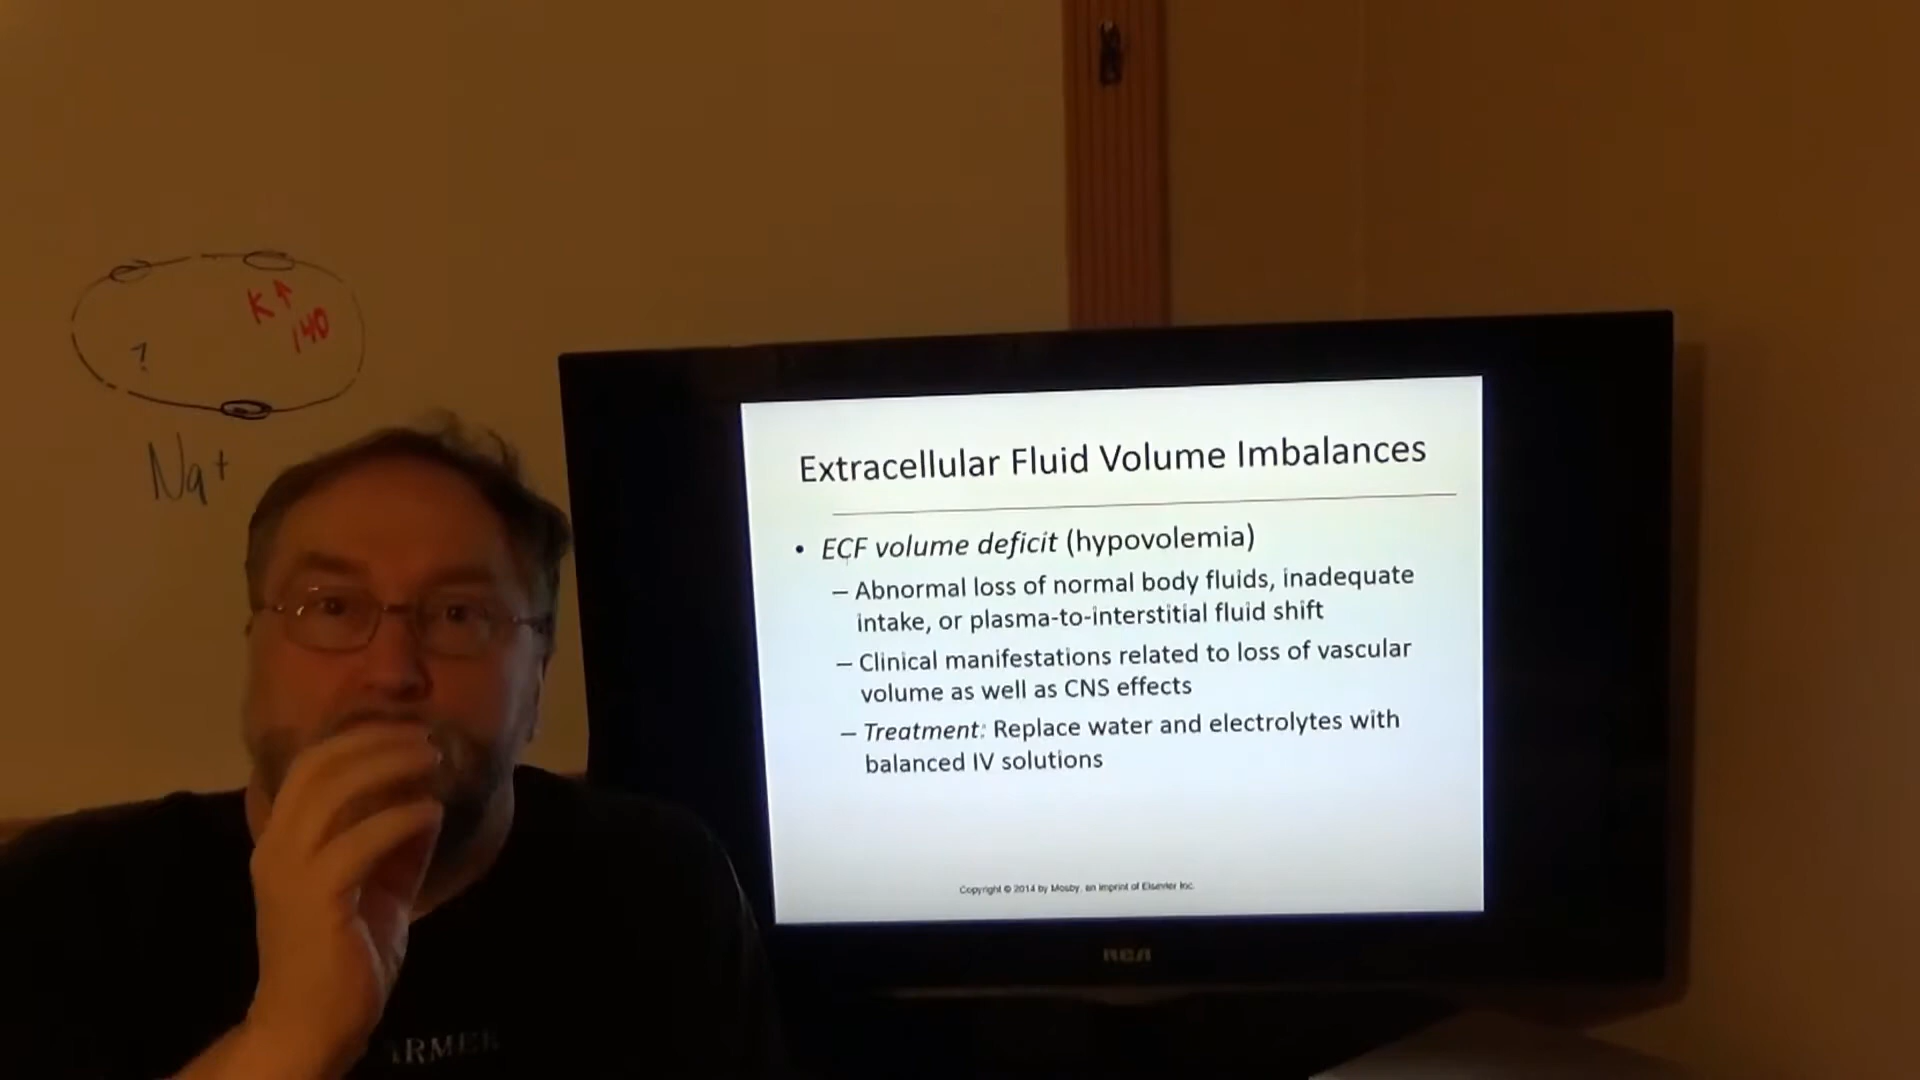 K↑
140
?
Na+
Extracellular Fluid Volume Imbalances
• ECF volume deficit (hypovolemia)
– Abnormal loss of normal body fluids, inadequate
intake, or plasma-to-interstitial fluid shift
– Clinical manifestations related to loss of vascular
volume as well as CNS effects
– Treatment: Replace water and electrolytes with
balanced IV solutions
Copyright © 2014 by Mosby, an imprint of Elsevier Inc.
RCA